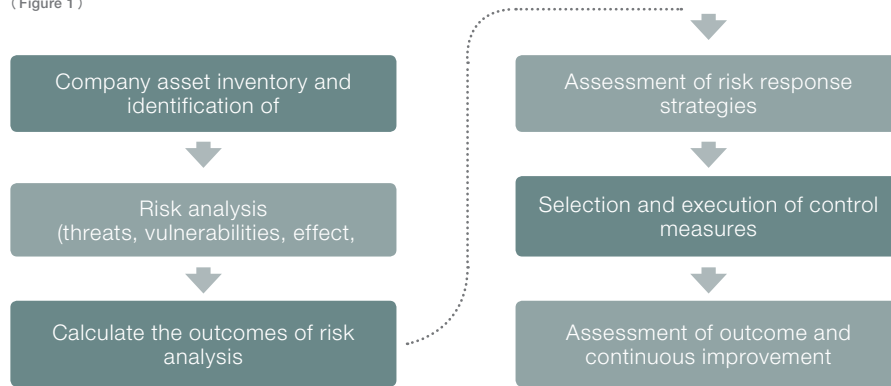 (Figure 1)
Company asset inventory and
identification of
Risk analysis
(threats, vulnerabilities, effect,
Calculate the outcomes of risk
analysis
Assessment of risk response
strategies
Selection and execution of control
measures
Assessment of outcome and
continuous improvement